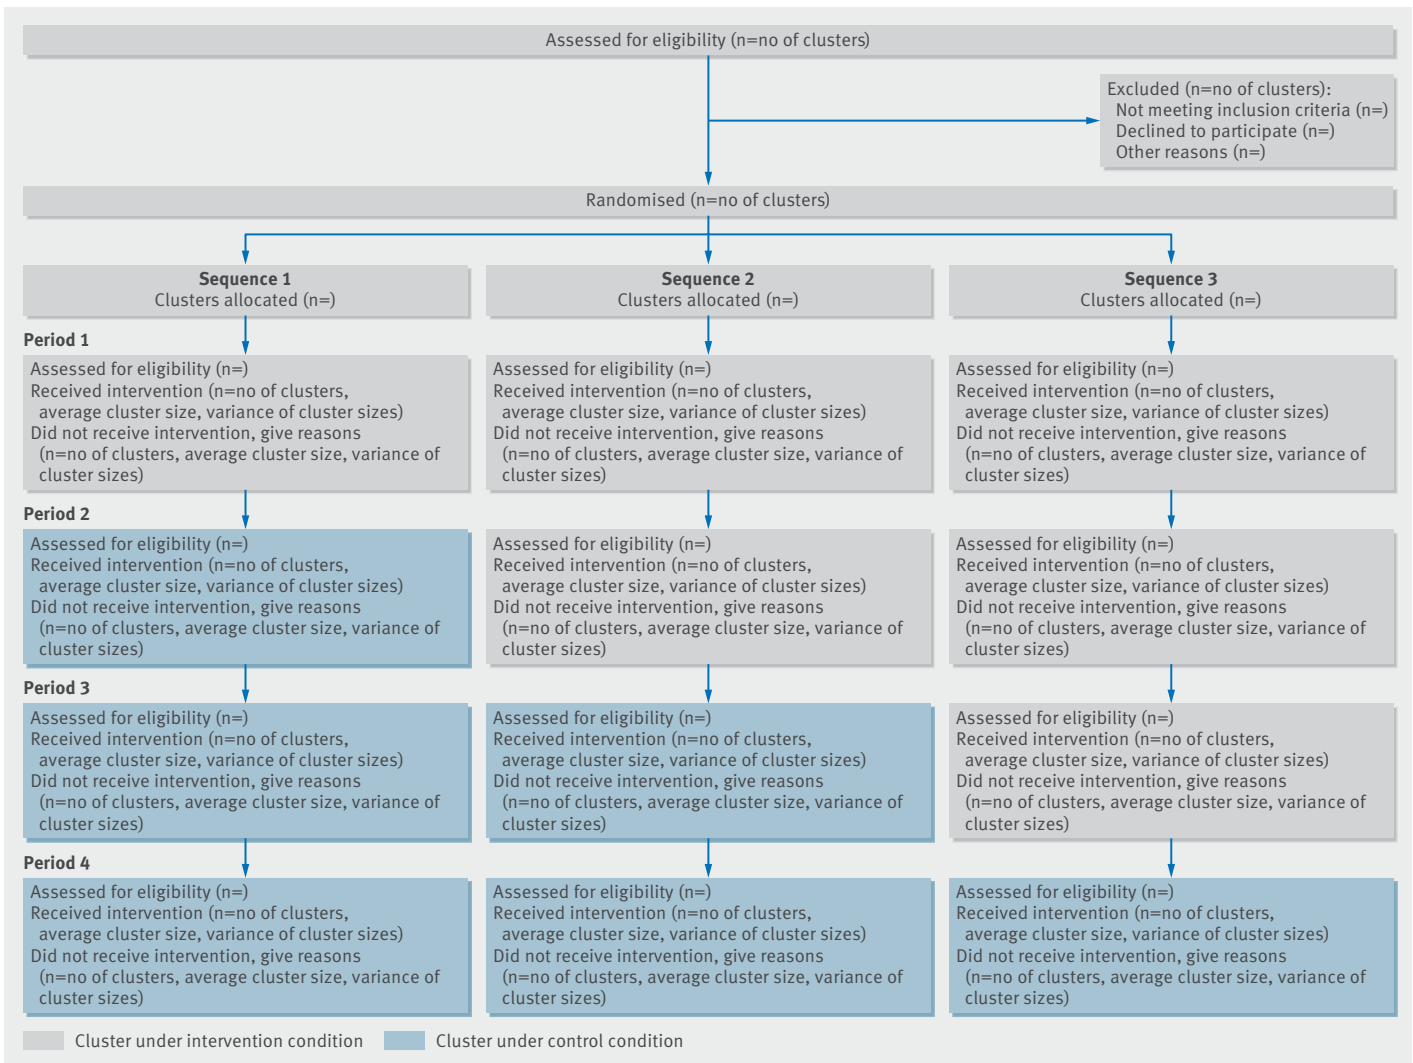 Assessed for eligibility (n=no of clusters)
Excluded (n=no of clusters):
Not meeting inclusion criteria (n=)
Declined to participate (n=)
Other reasons (n=)
Randomised (n=no of clusters)
Sequence 1
Clusters allocated (n=)
Sequence 2
Clusters allocated (n=)
Sequence 3
Clusters allocated (n=)
Period 1
Assessed for eligibility (n=)
Received intervention (n=no of clusters,
average cluster size, variance of cluster sizes)
Did not receive intervention, give reasons
(n=no of clusters, average cluster size, variance of
cluster sizes)
Assessed for eligibility (n=)
Received intervention (n=no of clusters,
average cluster size, variance of cluster sizes)
Did not receive intervention, give reasons
(n=no of clusters, average cluster size, variance of
cluster sizes)
Assessed for eligibility (n=)
Received intervention (n=no of clusters,
average cluster size, variance of cluster sizes)
Did not receive intervention, give reasons
(n=no of clusters, average cluster size, variance of
cluster sizes)
Period 2
Assessed for eligibility (n=)
Received intervention (n=no of clusters,
average cluster size, variance of cluster sizes)
Did not receive intervention, give reasons
(n=no of clusters, average cluster size, variance of
cluster sizes)
Assessed for eligibility (n=)
Received intervention (n=no of clusters,
average cluster size, variance of cluster sizes)
Did not receive intervention, give reasons
(n=no of clusters, average cluster size, variance of
cluster sizes)
Assessed for eligibility (n=)
Received intervention (n=no of clusters,
average cluster size, variance of cluster sizes)
Did not receive intervention, give reasons
(n=no of clusters, average cluster size, variance of
cluster sizes)
Period 3
Assessed for eligibility (n=)
Received intervention (n=no of clusters,
average cluster size, variance of cluster sizes)
Did not receive intervention, give reasons
(n=no of clusters, average cluster size, variance of
cluster sizes)
Assessed for eligibility (n=)
Received intervention (n=no of clusters,
average cluster size, variance of cluster sizes)
Did not receive intervention, give reasons
(n=no of clusters, average cluster size, variance of
cluster sizes)
Assessed for eligibility (n=)
Received intervention (n=no of clusters,
average cluster size, variance of cluster sizes)
Did not receive intervention, give reasons
(n=no of clusters, average cluster size, variance of
cluster sizes)
Period 4
Assessed for eligibility (n=)
Received intervention (n=no of clusters,
average cluster size, variance of cluster sizes)
Did not receive intervention, give reasons
(n=no of clusters, average cluster size, variance of
cluster sizes)
Assessed for eligibility (n=)
Received intervention (n=no of clusters,
average cluster size, variance of cluster sizes)
Did not receive intervention, give reasons
(n=no of clusters, average cluster size, variance of
cluster sizes)
Assessed for eligibility (n=)
Received intervention (n=no of clusters,
average cluster size, variance of cluster sizes)
Did not receive intervention, give reasons
(n=no of clusters, average cluster size, variance of
cluster sizes)
Cluster under intervention condition
Cluster under control condition